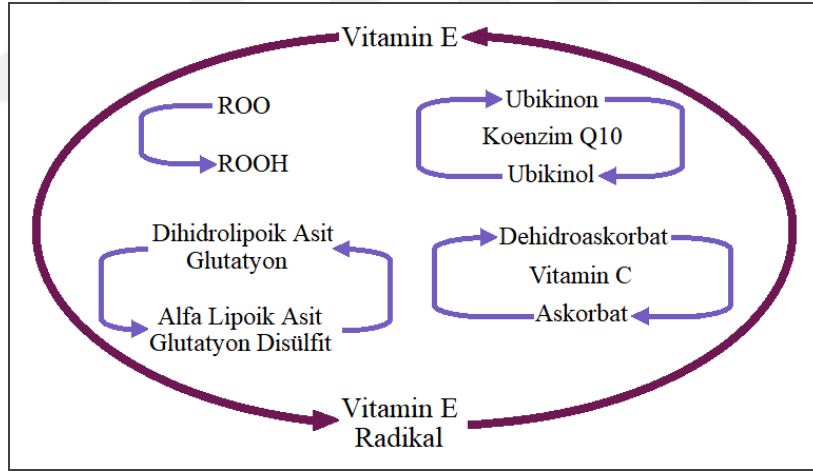 Vitamin E
ROO
ROOH
Ubikinon
Koenzim Q10
Ubikinol
Dihidrolipoik Asit
Glutatyon
Alfa Lipoik Asit
Glutatyon Disülfit
Dehidroaskorbat
Vitamin C
Askorbat
Vitamin E
Radikal